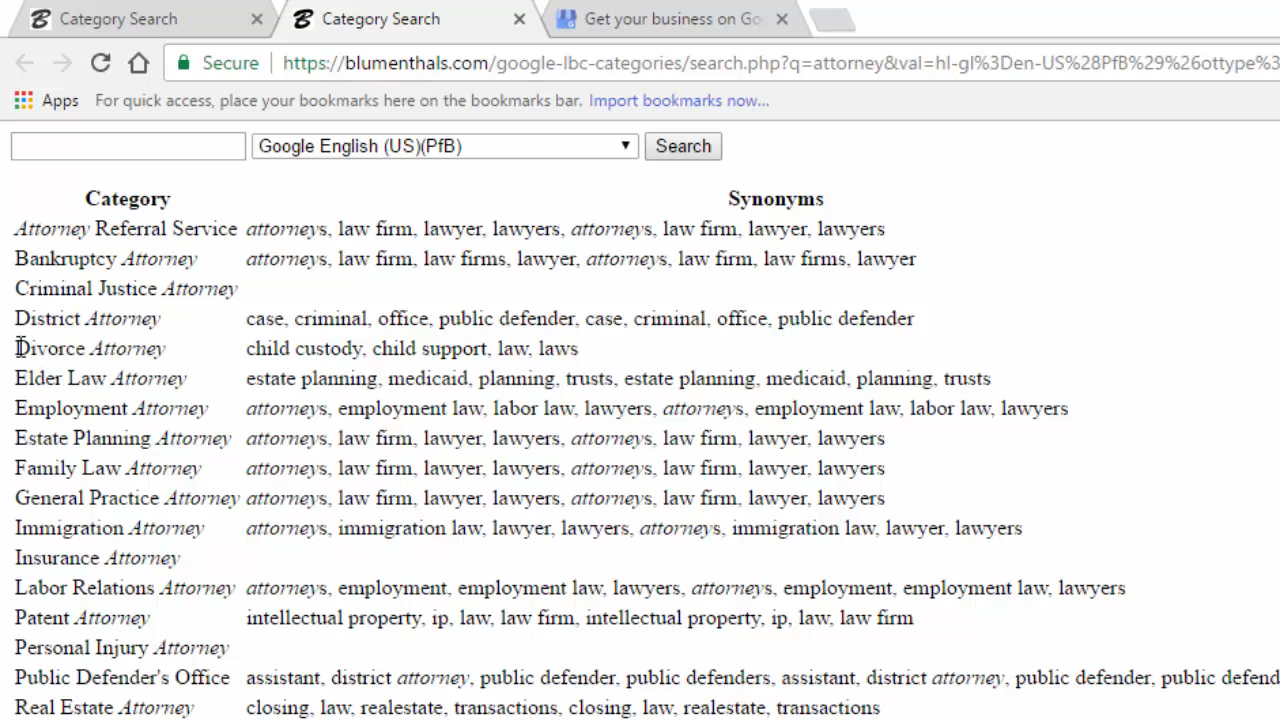 Category Search
Category Search
Get your business on Go
Secure https://blumenthals.com/google-lbc-categories/search.php?q=attorney&val=hl-gl%3Den-US%28PfB%29%26ottype%3
Apps For quick access, place your bookmarks here on the bookmarks bar. Import bookmarks now...
Google English (US)(PfB) Search
Category Synonyms
Attorney Referral Service attorneys, law firm, lawyer, lawyers, attorneys, law firm, lawyer, lawyers
Bankruptcy Attorney attorneys, law firm, law firms, lawyer, attorneys, law firm, law firms, lawyer
Criminal Justice Attorney
District Attorney case, criminal, office, public defender, case, criminal, office, public defender
Divorce Attorney child custody, child support, law, laws
Elder Law Attorney estate planning, medicaid, planning, trusts, estate planning, medicaid, planning, trusts
Employment Attorney attorneys, employment law, labor law, lawyers, attorneys, employment law, labor law, lawyers
Estate Planning Attorney attorneys, law firm, lawyer, lawyers, attorneys, law firm, lawyer, lawyers
Family Law Attorney attorneys, law firm, lawyer, lawyers, attorneys, law firm, lawyer, lawyers
General Practice Attorney attorneys, law firm, lawyer, lawyers, attorneys, law firm, lawyer, lawyers
Immigration Attorney attorneys, immigration law, lawyer, lawyers, attorneys, immigration law, lawyer, lawyers
Insurance Attorney
Labor Relations Attorney attorneys, employment, employment law, lawyers, attorneys, employment, employment law, lawyers
Patent Attorney intellectual property, ip, law, law firm, intellectual property, ip, law, law firm
Personal Injury Attorney
Public Defender's Office assistant, district attorney, public defender, public defenders, assistant, district attorney, public defender, public defend
Real Estate Attorney closing, law, realestate, transactions, closing, law, realestate, transactions